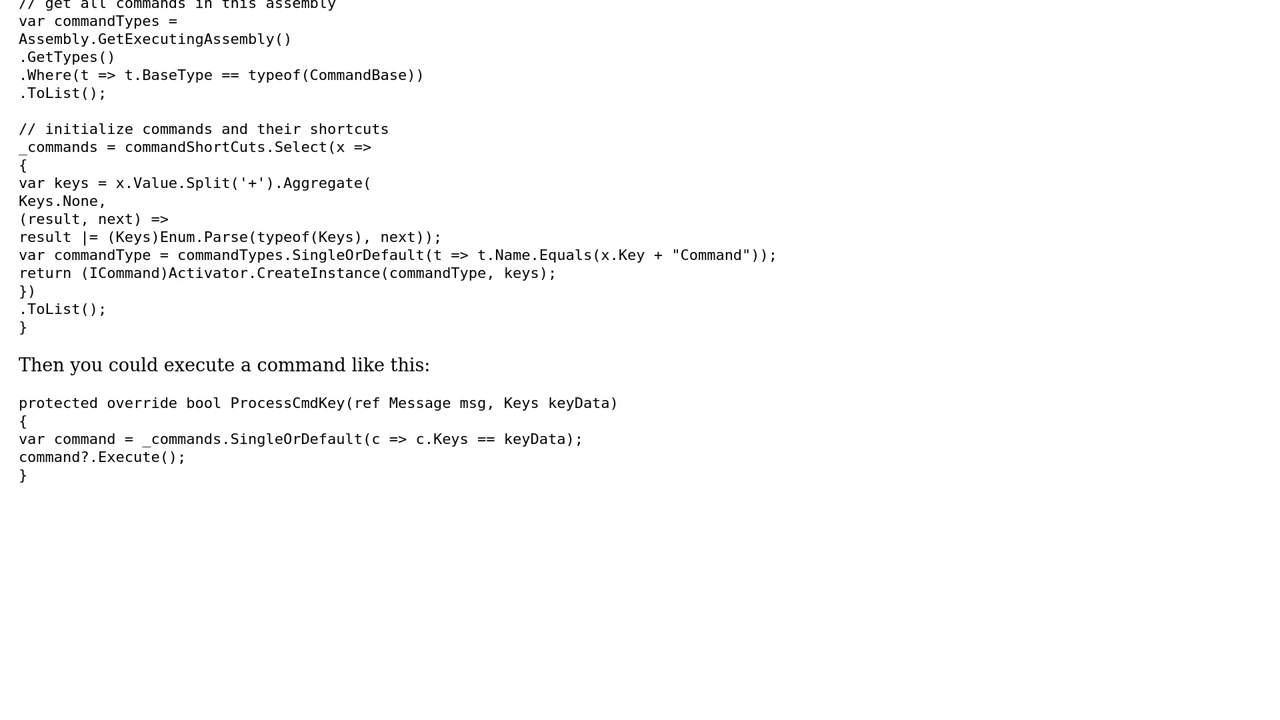 // get all commands in this assembly
var commandTypes =
Assembly.GetExecutingAssembly()
.GetTypes()
.Where(t => t.BaseType == typeof(CommandBase))
.ToList();
// initialize commands and their shortcuts
_commands = commandShortCuts.Select(x =>
{
var keys = x.Value.Split('+').Aggregate(
Keys.None,
(result, next) =>
result |= (Keys)Enum.Parse(typeof(Keys), next));
var commandType = commandTypes.SingleOrDefault(t => t.Name.Equals(x.Key + "Command"));
return (ICommand)Activator.CreateInstance(commandType, keys);
})
.ToList();
}
Then you could execute a command like this:
protected override bool ProcessCmdKey(ref Message msg, Keys keyData)
{
var command = _commands.SingleOrDefault(c => c.Keys == keyData);
command?.Execute();
}